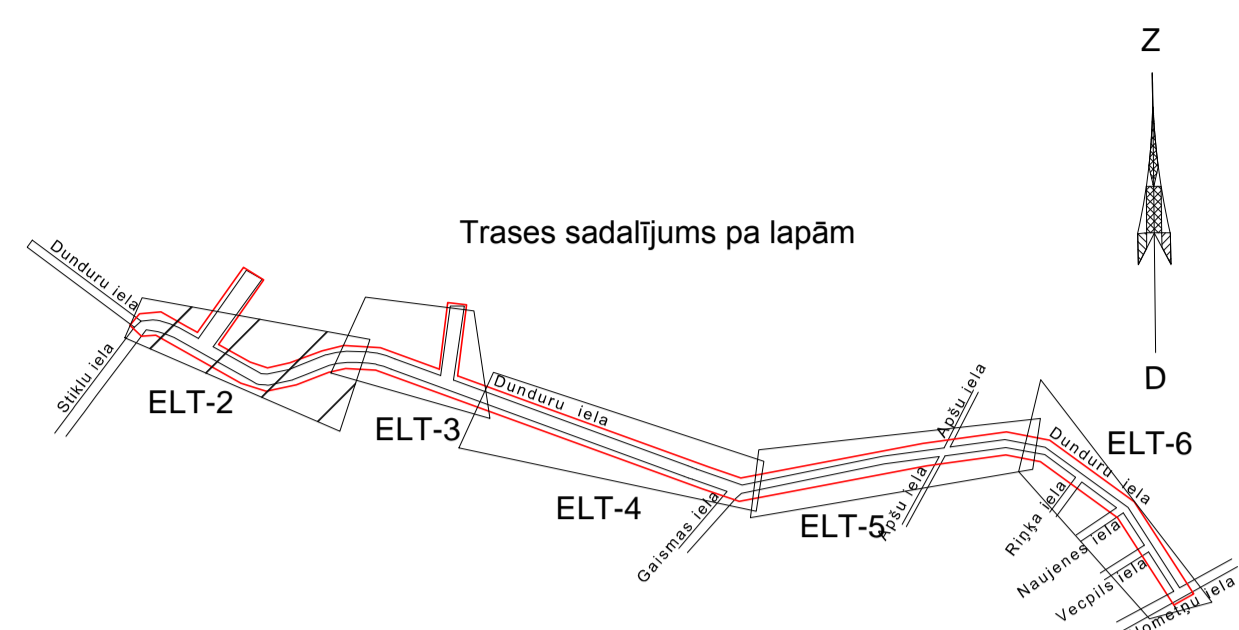 Z
Trases sadalījums pa lapām
D
Dunduru iela
Stiklu iela
ELT-2
ELT-3
Dunduru iela
ELT-4
Gaismas iela
ELT-5
Apšu iela
Apšu iela
Dunduru iela
ELT-6
Riņķa iela
Naujenes iela
Vecpils iela
iela